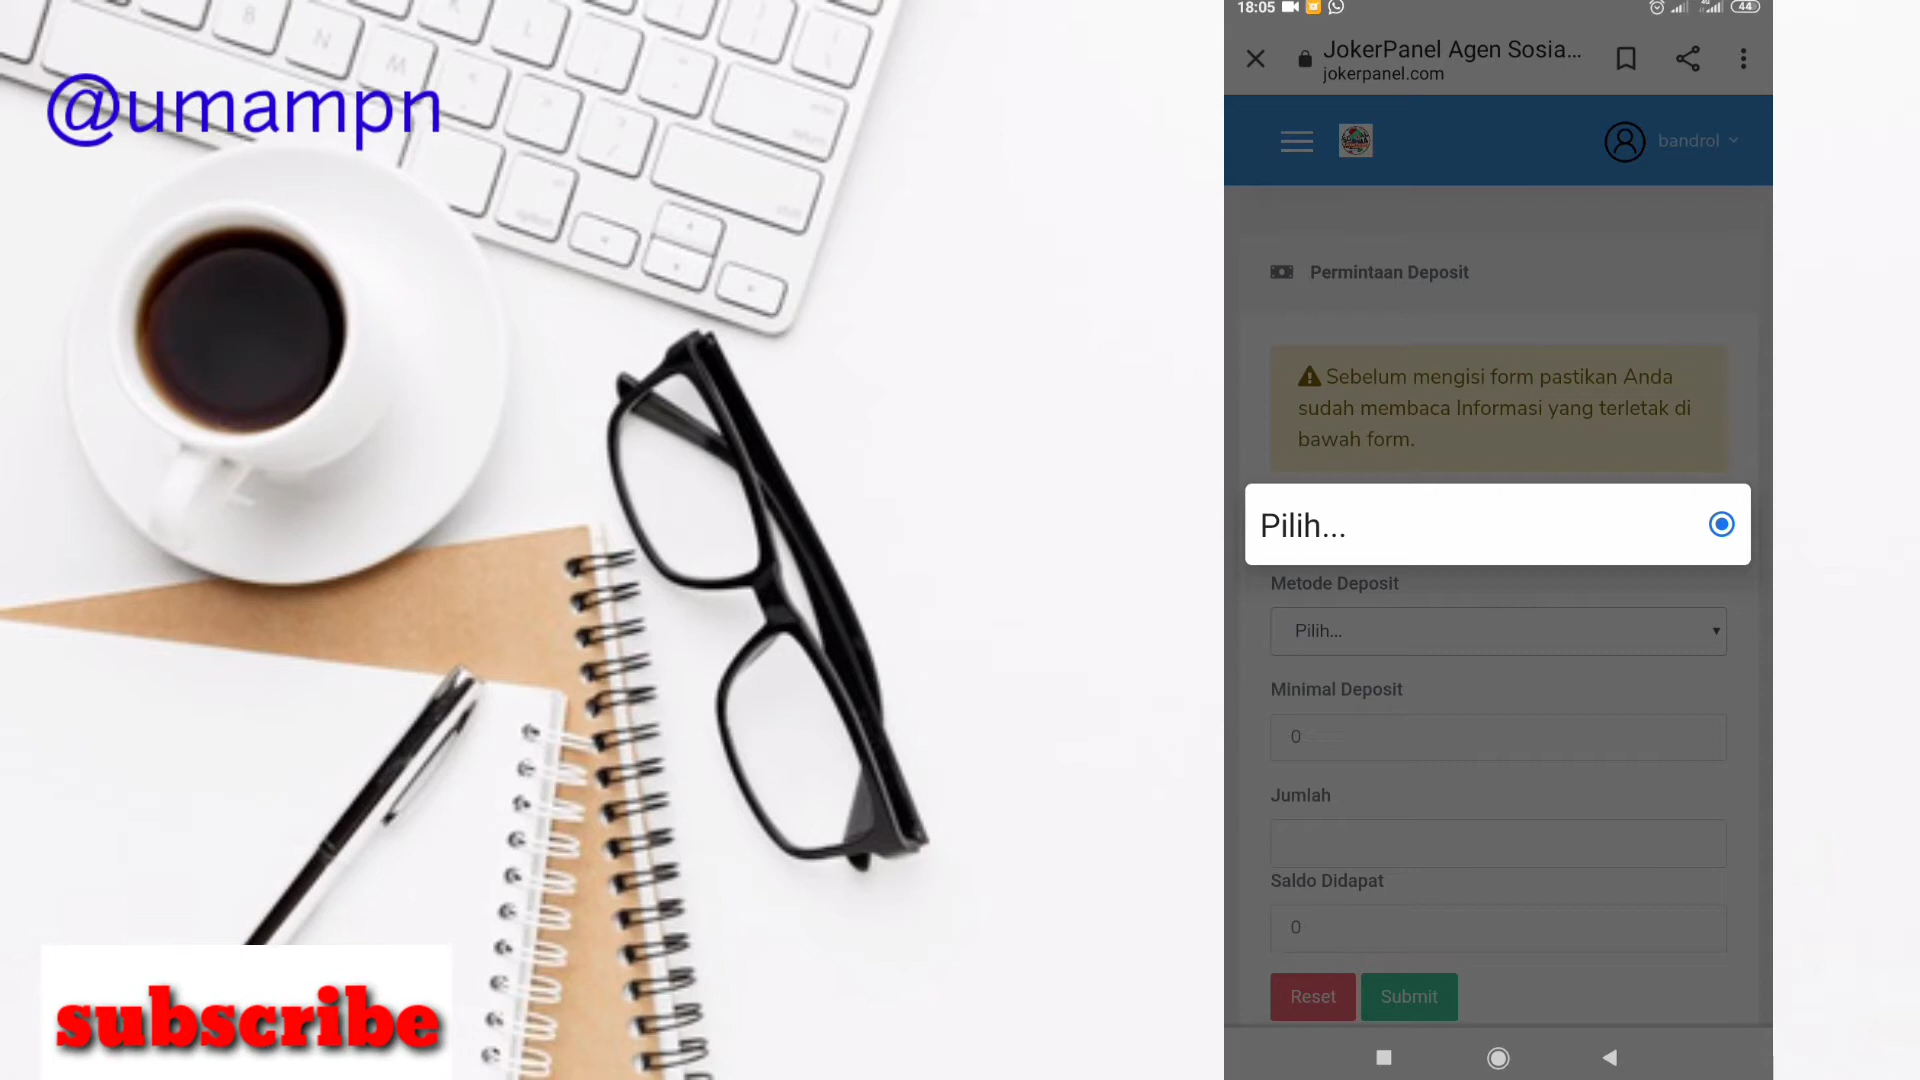 @umampn
subscribe
18:05
44
JokerPanel Agen Sosia...
jokerpanel.com
bandrol
Permintaan Deposit
Sebelum mengisi form pastikan Anda
sudah membaca Informasi yang terletak di
bawah form.
Pilih...
Metode Deposit
Pilih...
Minimal Deposit
0
Jumlah
Saldo Didapat
0
Reset
Submit